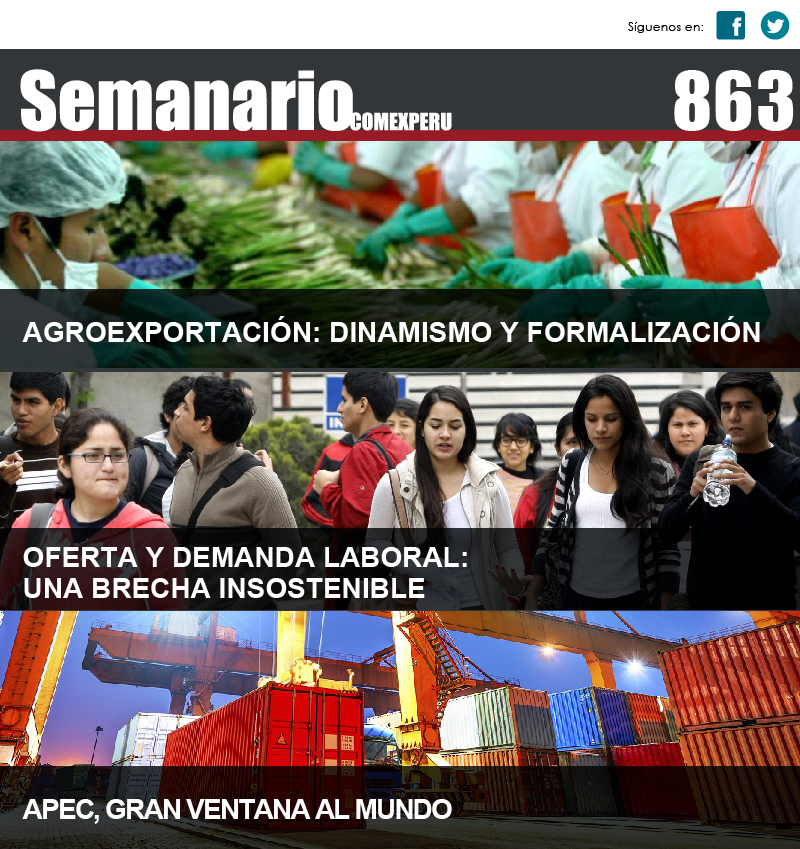 Síguenos en:
Semanario COMEXPERU 863
AGROEXPORTACIÓN: DINAMISMO Y FORMALIZACIÓN
OFERTA Y DEMANDA LABORAL:
UNA BRECHA INSOSTENIBLE
APEC, GRAN VENTANA AL MUNDO